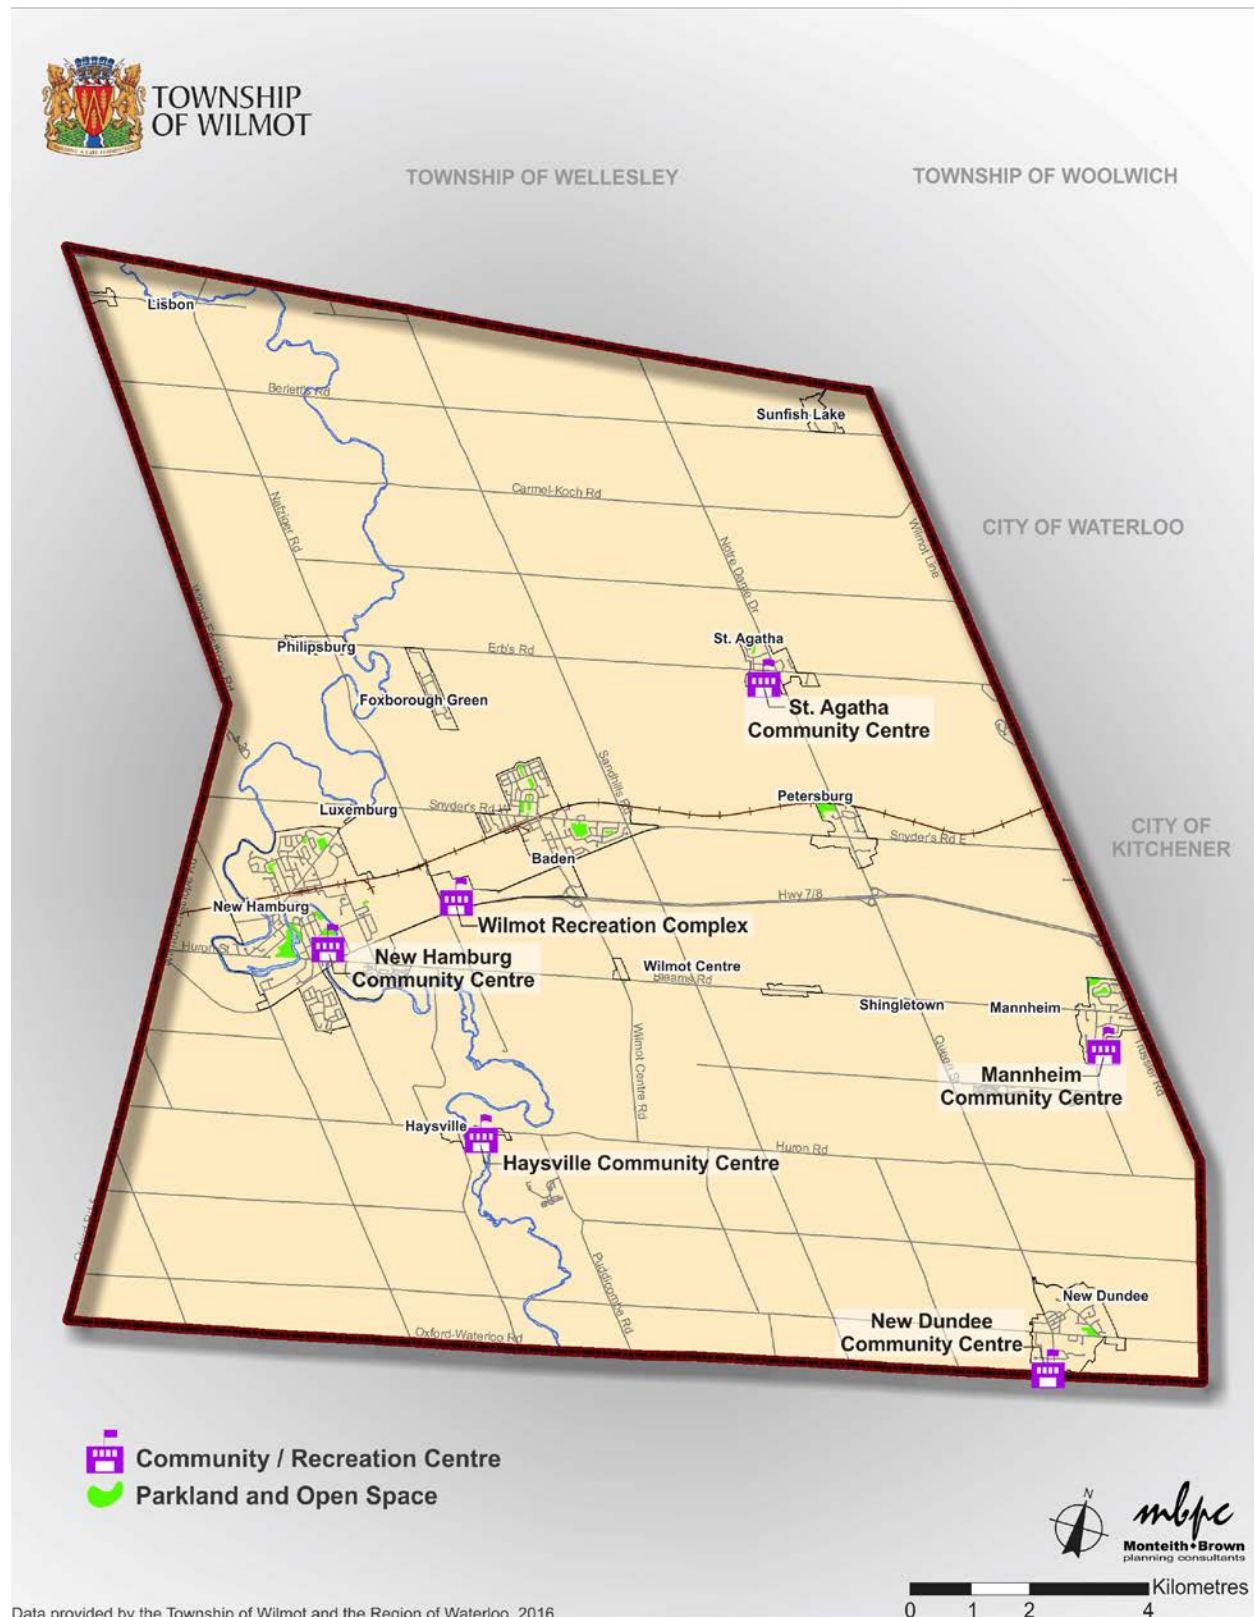 TOWNSHIP
OF WILMOT
TOWNSHIP OF WELLESLEY
TOWNSHIP OF WOOLWICH
Lisbon
Berlett's Rd
Sunfish Lake
Carmel-Koch Rd
Nafziger Rd
CITY OF WATERLOO
Wilmot Line
Notre Dame Dr
St. Agatha
Philipsburg
Erb's Rd
Foxborough Green
St. Agatha
Community Centre
Sandhills Rd
Petersburg
Luxemburg
Snyder's Rd W
Snyder's Rd E
CITY OF
KITCHENER
Baden
Hwy 7/8
New Hamburg
Wilmot Recreation Complex
Huron St
New Hamburg
Community Centre
Wilmot Centre
Bleams Rd
Shingletown
Mannheim
Wilmot Centre Rd
Queen St
Trussler Rd
Mannheim
Community Centre
Haysville
Huron Rd
Haysville Community Centre
Puddicombe Rd
New Dundee
New Dundee
Community Centre
Oxford-Waterloo Rd
Community / Recreation Centre
Parkland and Open Space
N
mbpc
Monteith Brown
planning consultants
Kilometres
0 1 2 4
Data provided by the Township of Wilmot and the Region of Waterloo, 2016